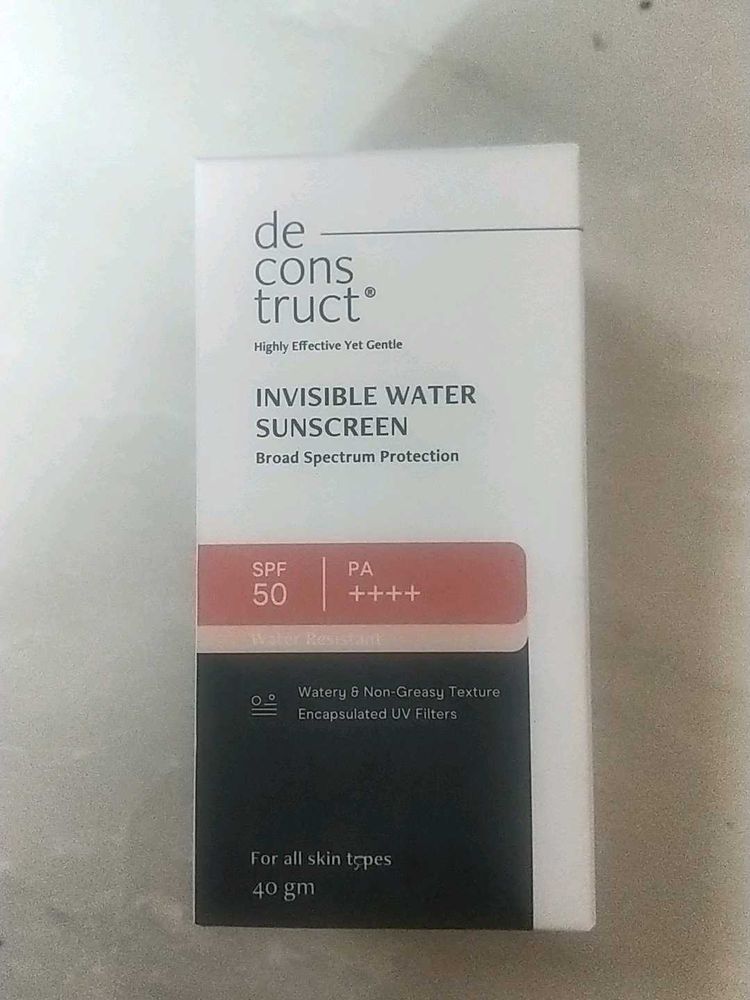 de
cons
truct®
Highly Effective Yet Gentle
INVISIBLE WATER
SUNSCREEN
Broad Spectrum Protection
SPF
50
PA
++++
Water Resistant
Watery & Non-Greasy Texture
Encapsulated UV Filters
For all skin types
40 gm